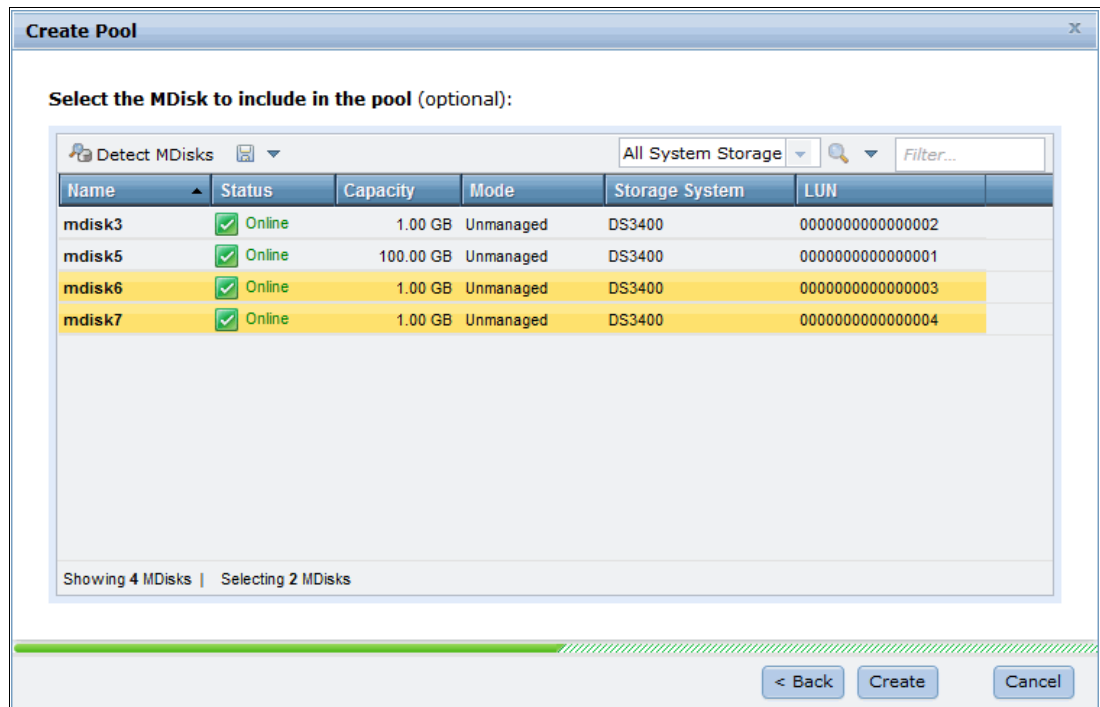 Create Pool x
Select the MDisk to include in the pool (optional):
Detect MDisks All System Storage Filter...
Name Status Capacity Mode Storage System LUN
mdisk3 Online 1.00 GB Unmanaged DS3400 0000000000000002
mdisk5 Online 100.00 GB Unmanaged DS3400 0000000000000001
mdisk6 Online 1.00 GB Unmanaged DS3400 0000000000000003
mdisk7 Online 1.00 GB Unmanaged DS3400 0000000000000004
Showing 4 MDisks | Selecting 2 MDisks
< Back Create Cancel